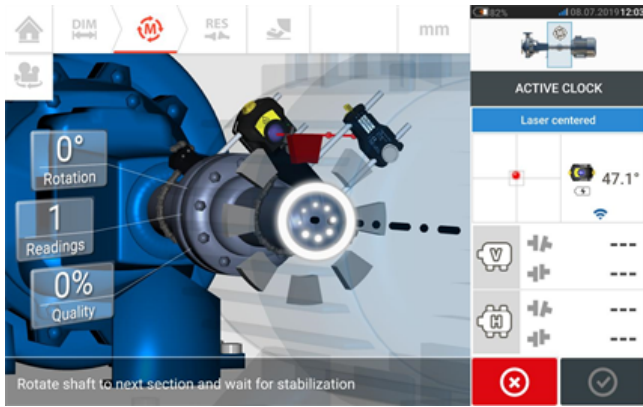 82%
08.07.2019 12:03
DIM
M
RES
mm
ACTIVE CLOCK
Laser centered
0°
Rotation
47.1°
1
Readings
0%
Quality
V
---
---
H
---
---
Rotate shaft to next section and wait for stabilization